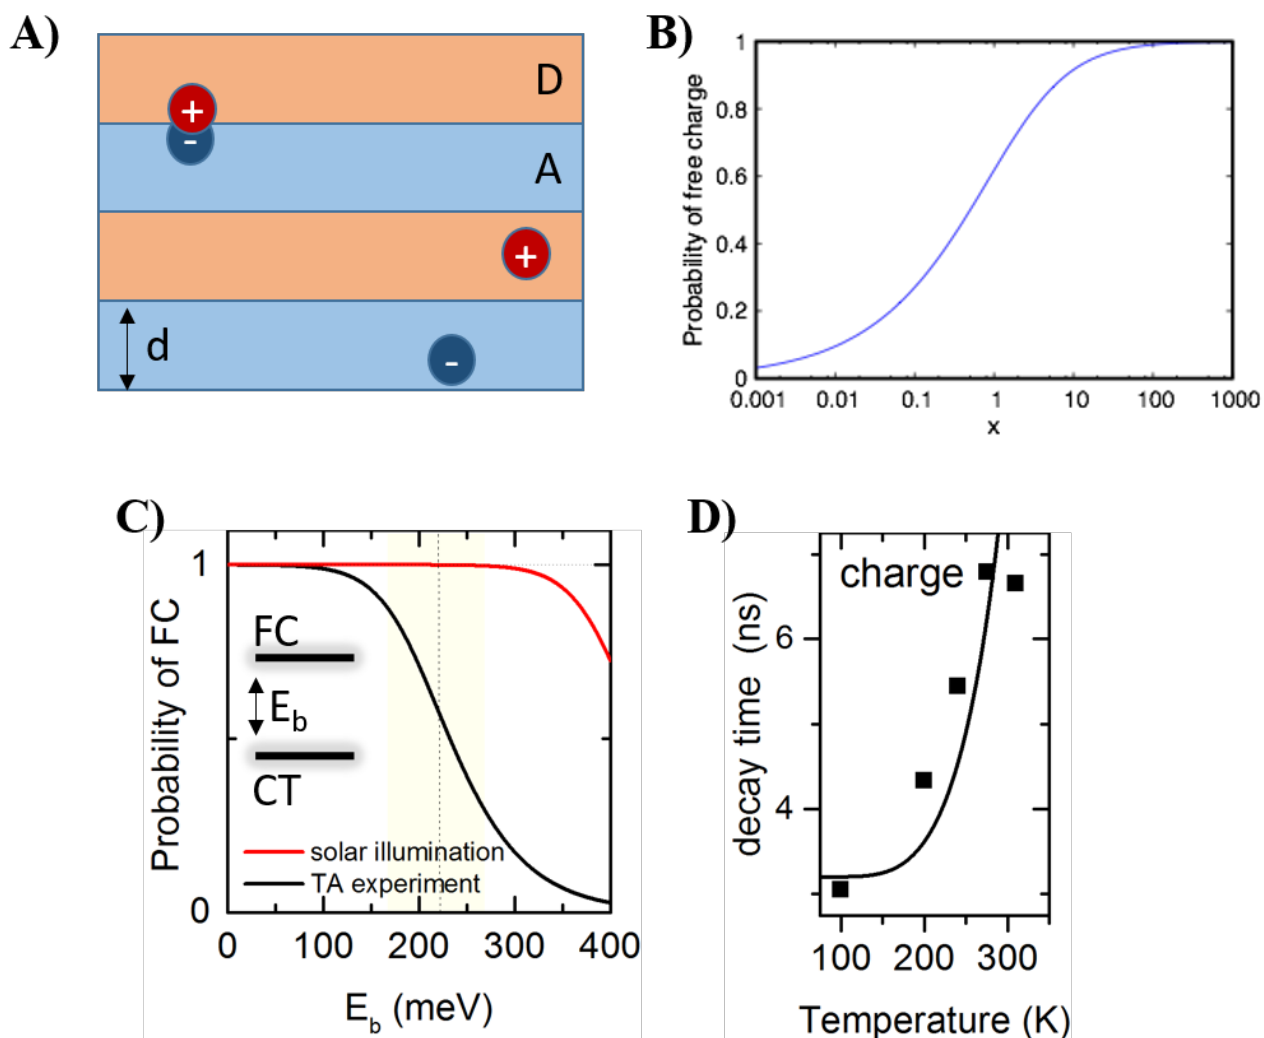 A)
D
+
-
A
+
-
d
B)
Probability of free charge
1
0.8
0.6
0.4
0.2
0
0.001 0.01 0.1 1 10 100 1000
x
C)
Probability of FC
1
0
FC
E_b
CT
solar illumination
TA experiment
0 100 200 300 400
E_b (meV)
D)
charge
decay time (ns)
6
4
100 200 300
Temperature (K)